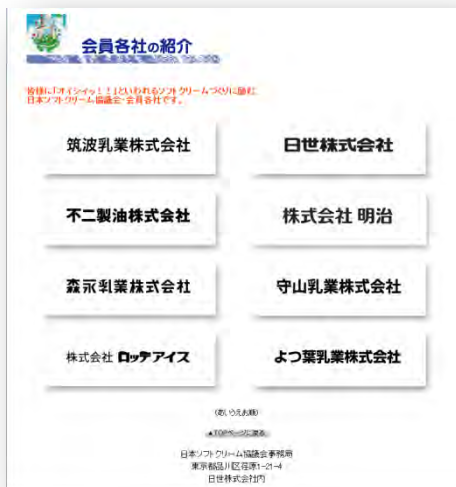 会員各社の紹介
皆様に「オイシイッ!!」といわれるソフトクリームづくりに励む、
日本ソフトクリーム協議会・会員各社です。
筑波乳業株式会社
日世株式会社
不二製油株式会社
株式会社 明治
森永乳業株式会社
守山乳業株式会社
株式会社 ロッテアイス
よつ葉乳業株式会社
(あいうえお順)
▲TOPページに戻る
日本ソフトクリーム協議会事務局
東京都品川区荏原1-21-4
日世株式会社内